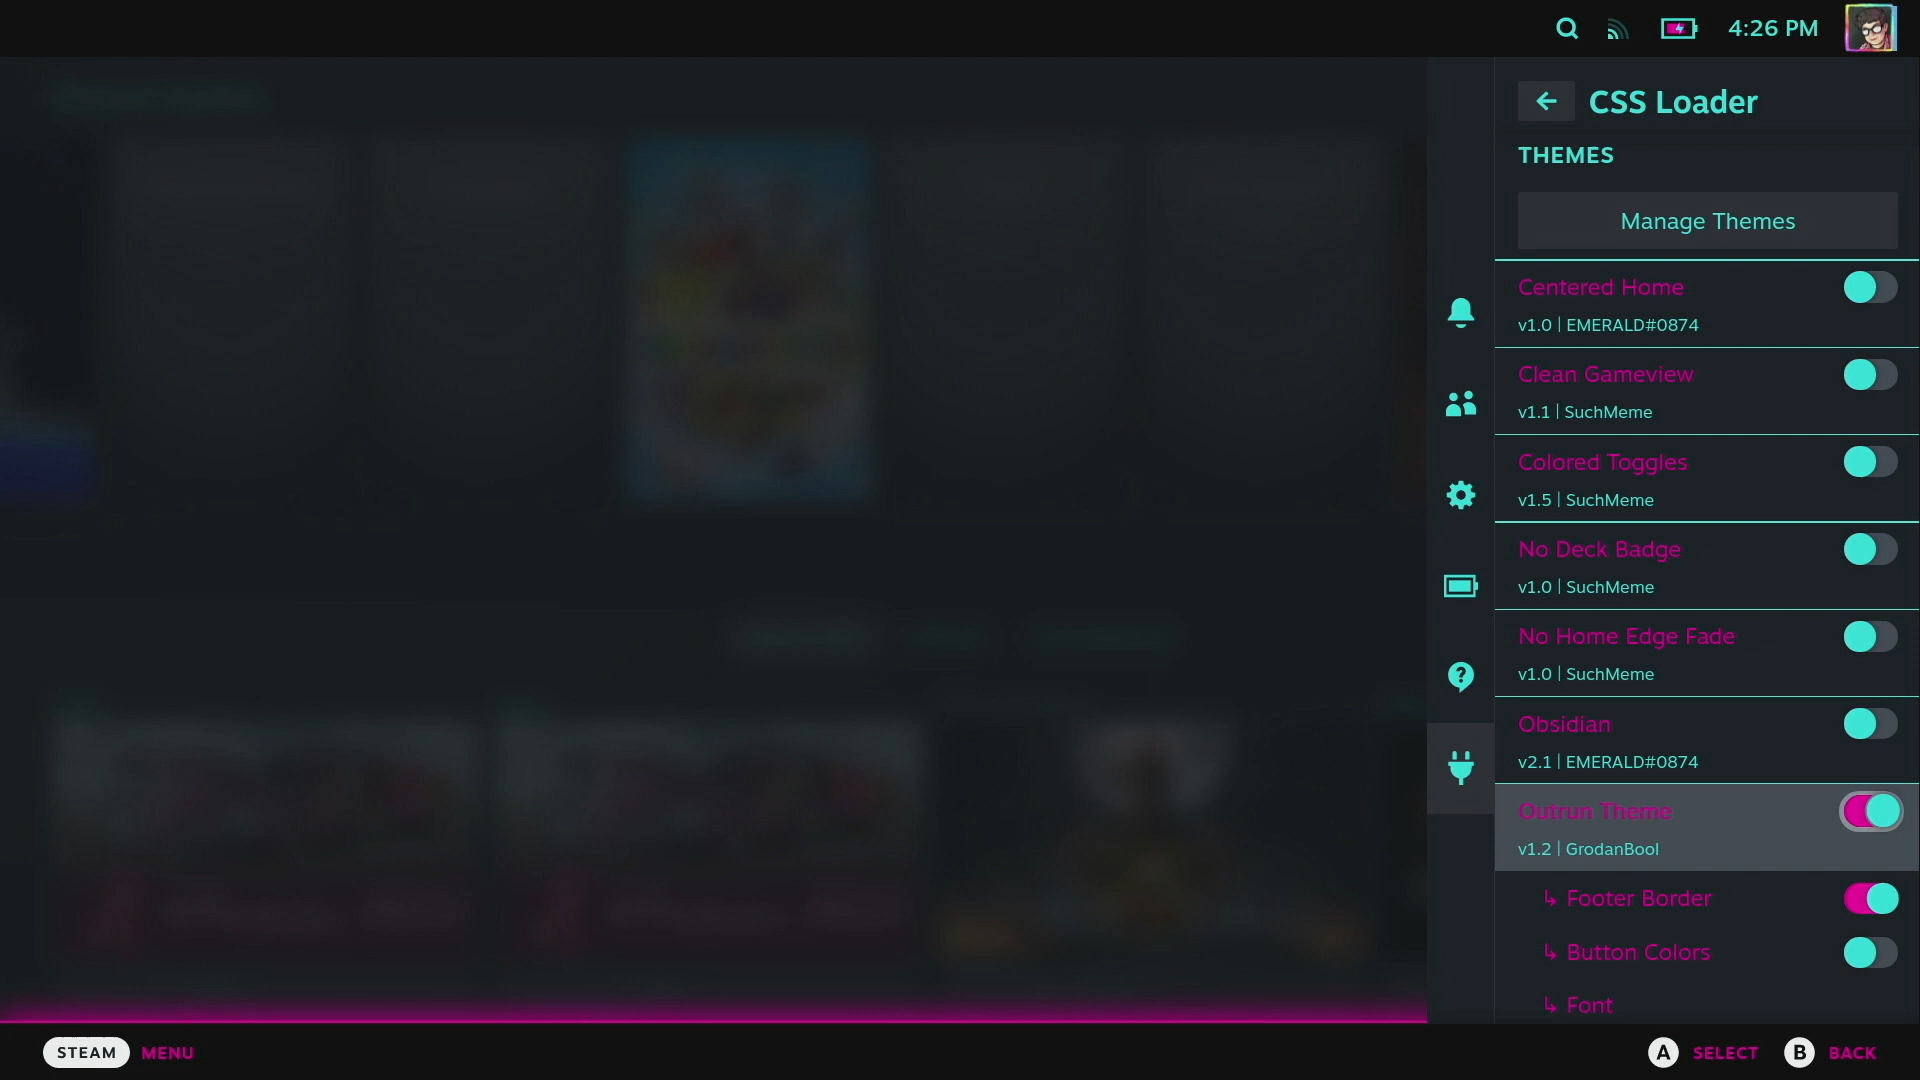 4:26 PM
CSS Loader
THEMES
Manage Themes
Centered Home
v1.0 | EMERALD#0874
Clean Gameview
v1.1 | SuchMeme
Colored Toggles
v1.5 | SuchMeme
No Deck Badge
v1.0 | SuchMeme
No Home Edge Fade
v1.0 | SuchMeme
Obsidian
v2.1 | EMERALD#0874
Outrun Theme
v1.2 | GrodanBool
↳ Footer Border
↳ Button Colors
↳ Font
STEAM MENU
A SELECT B BACK